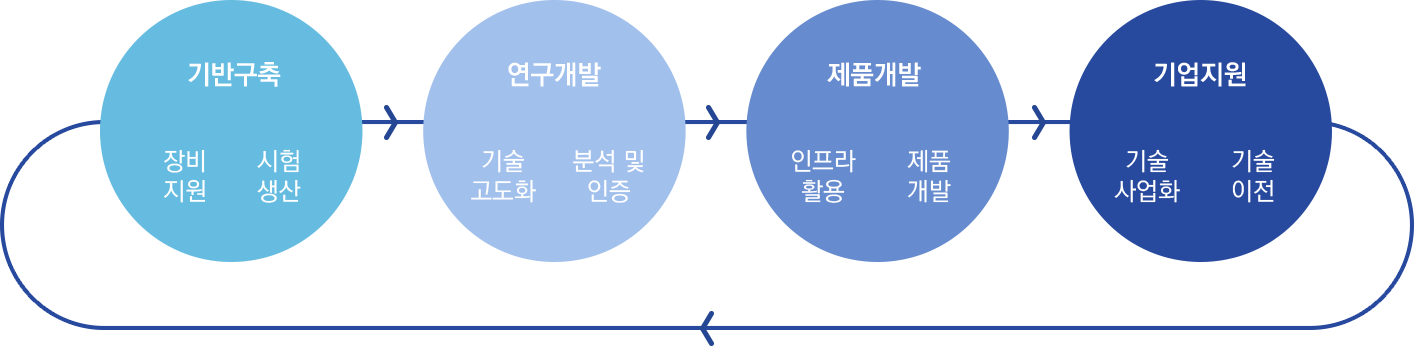 기반구축
장비 지원
시험 생산
연구개발
기술 고도화
분석 및 인증
제품개발
인프라 활용
제품 개발
기업지원
기술 사업화
기술 이전